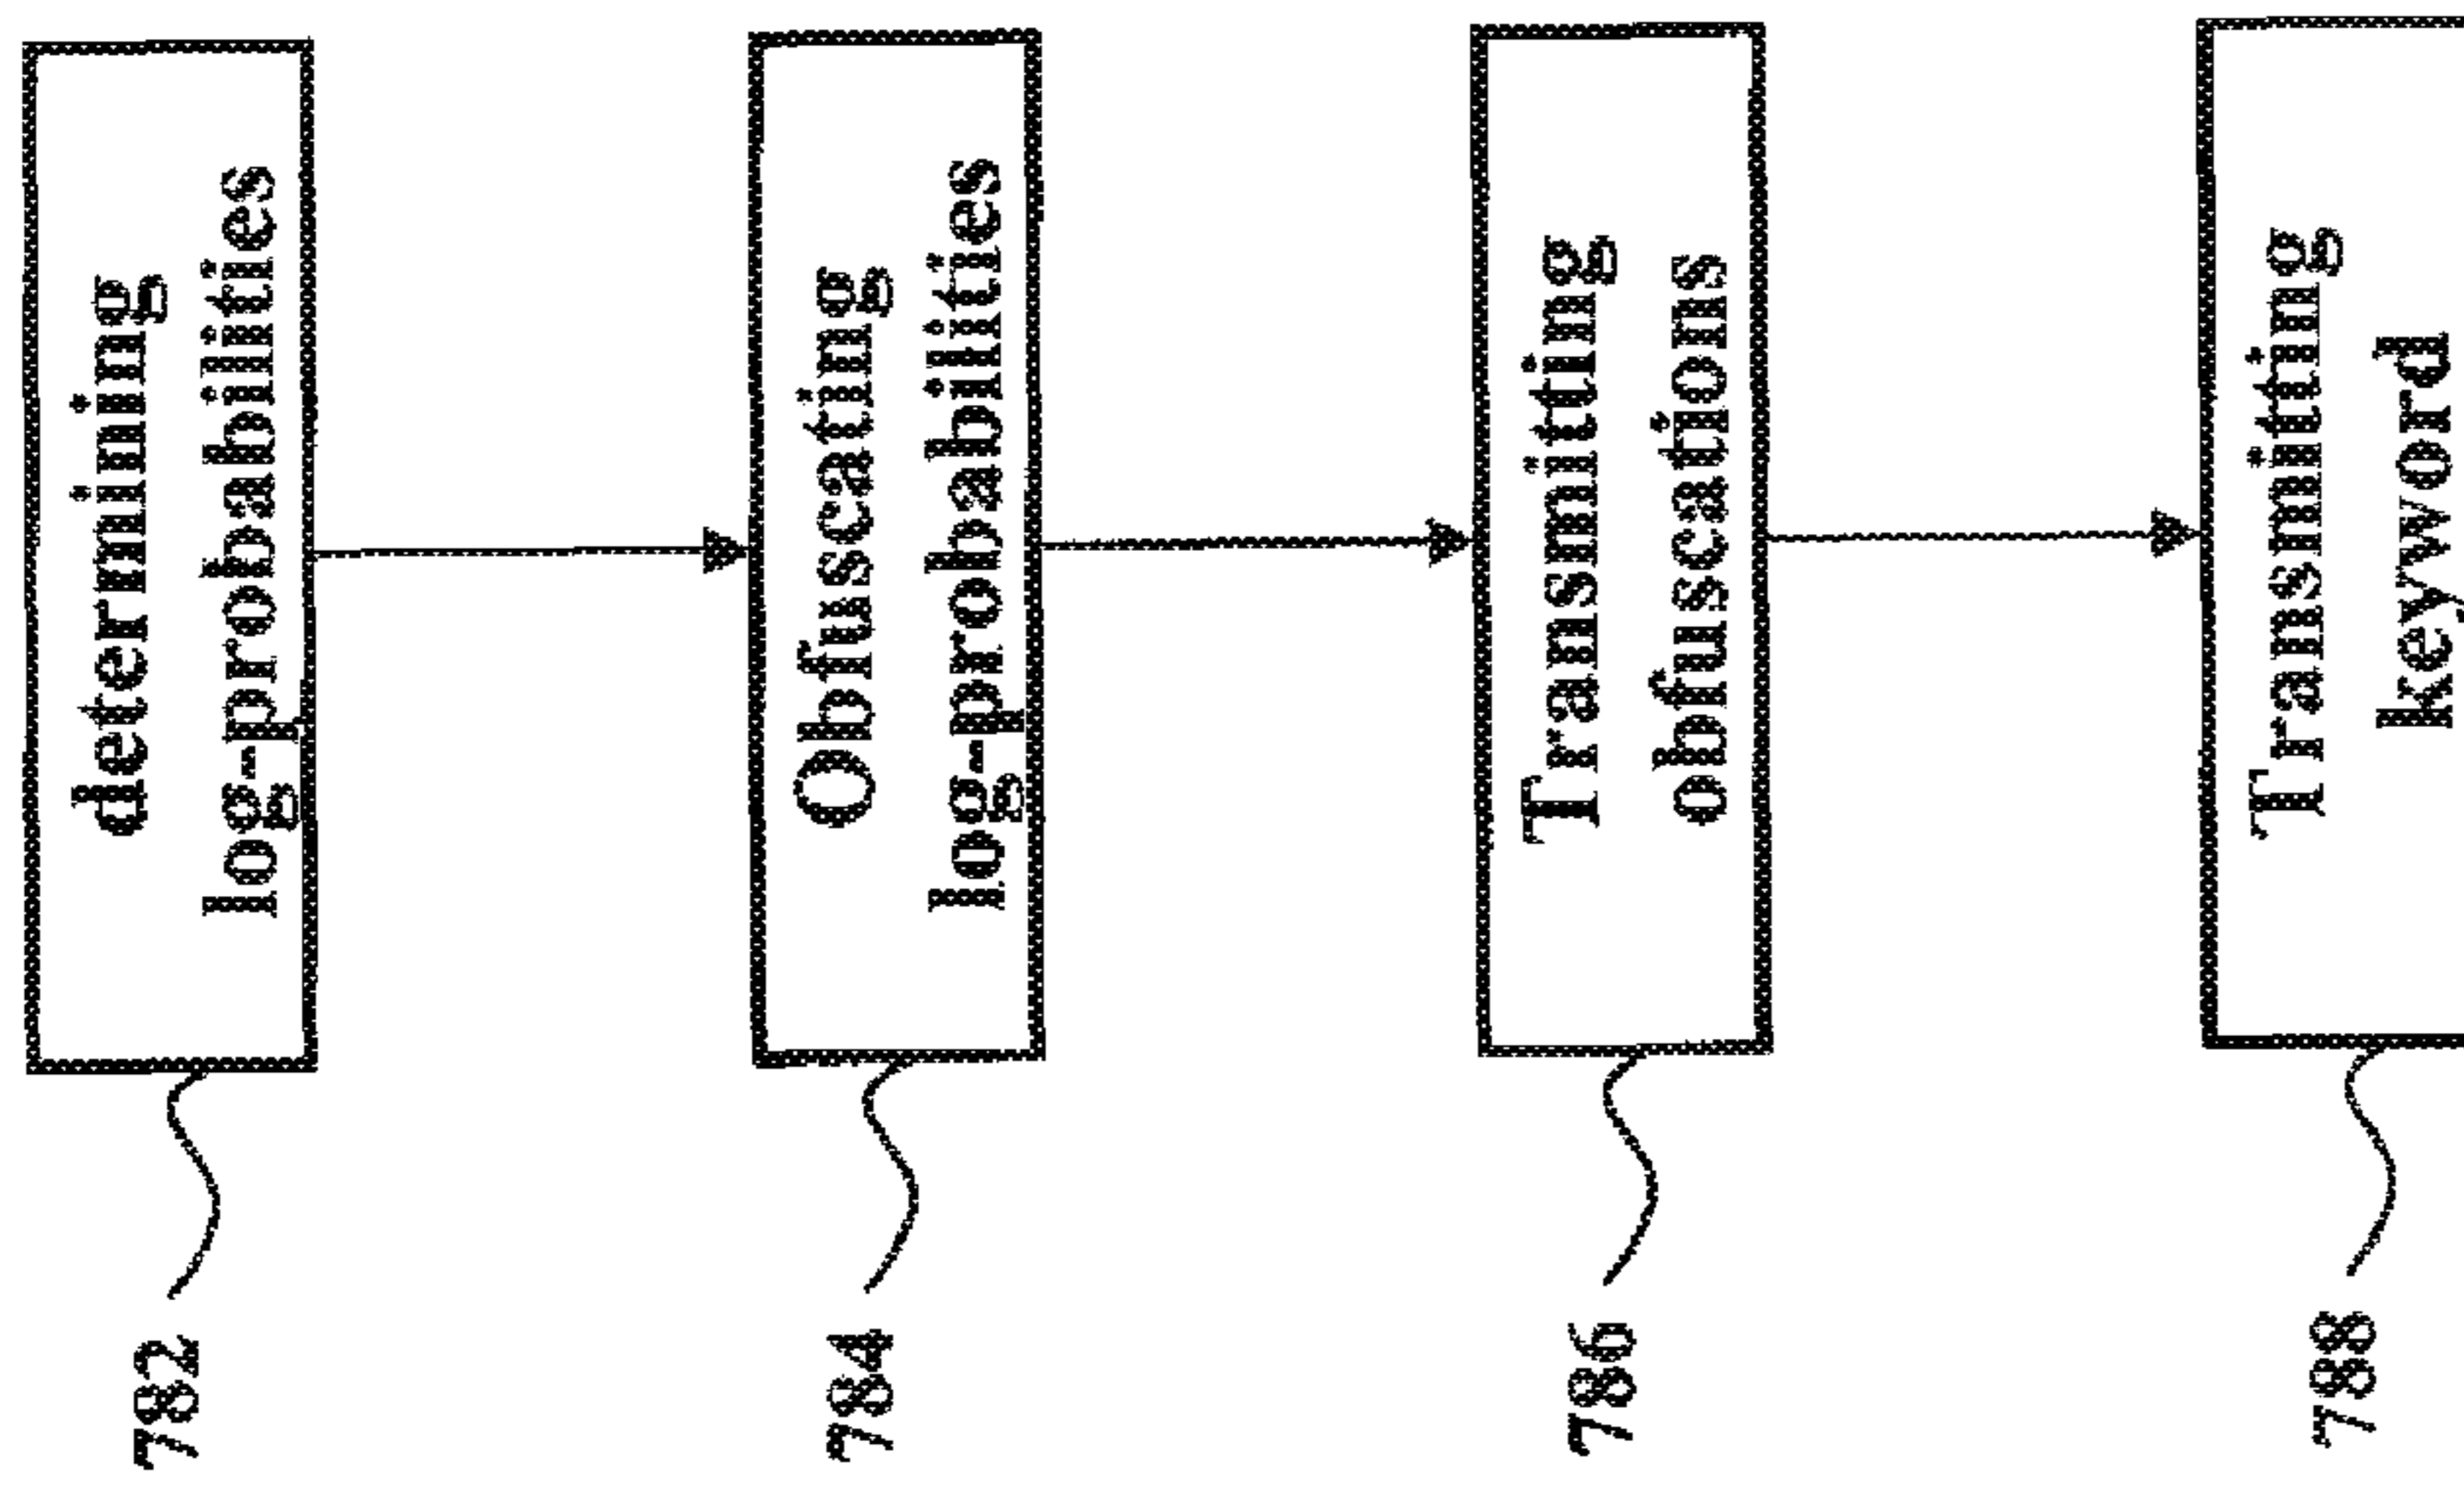 782
determining
log-probabilities
784
Obfuscating
log-probabilities
786
Transmitting
obfuscations
788
Transmitting
keyword